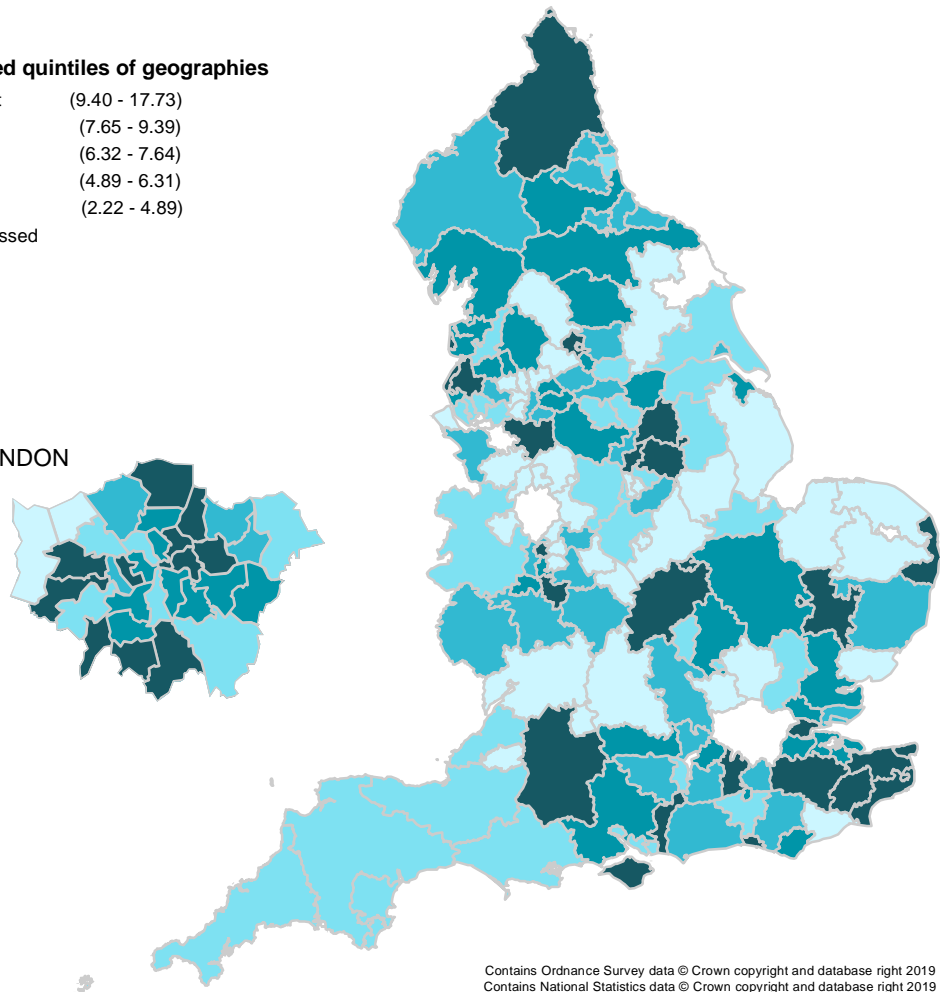 ed quintiles of geographies
(9.40 - 17.73)
(7.65 - 9.39)
(6.32 - 7.64)
(4.89 - 6.31)
(2.22 - 4.89)
ssed
NDON
Contains Ordnance Survey data © Crown copyright and database right 2019
Contains National Statistics data © Crown copyright and database right 2019